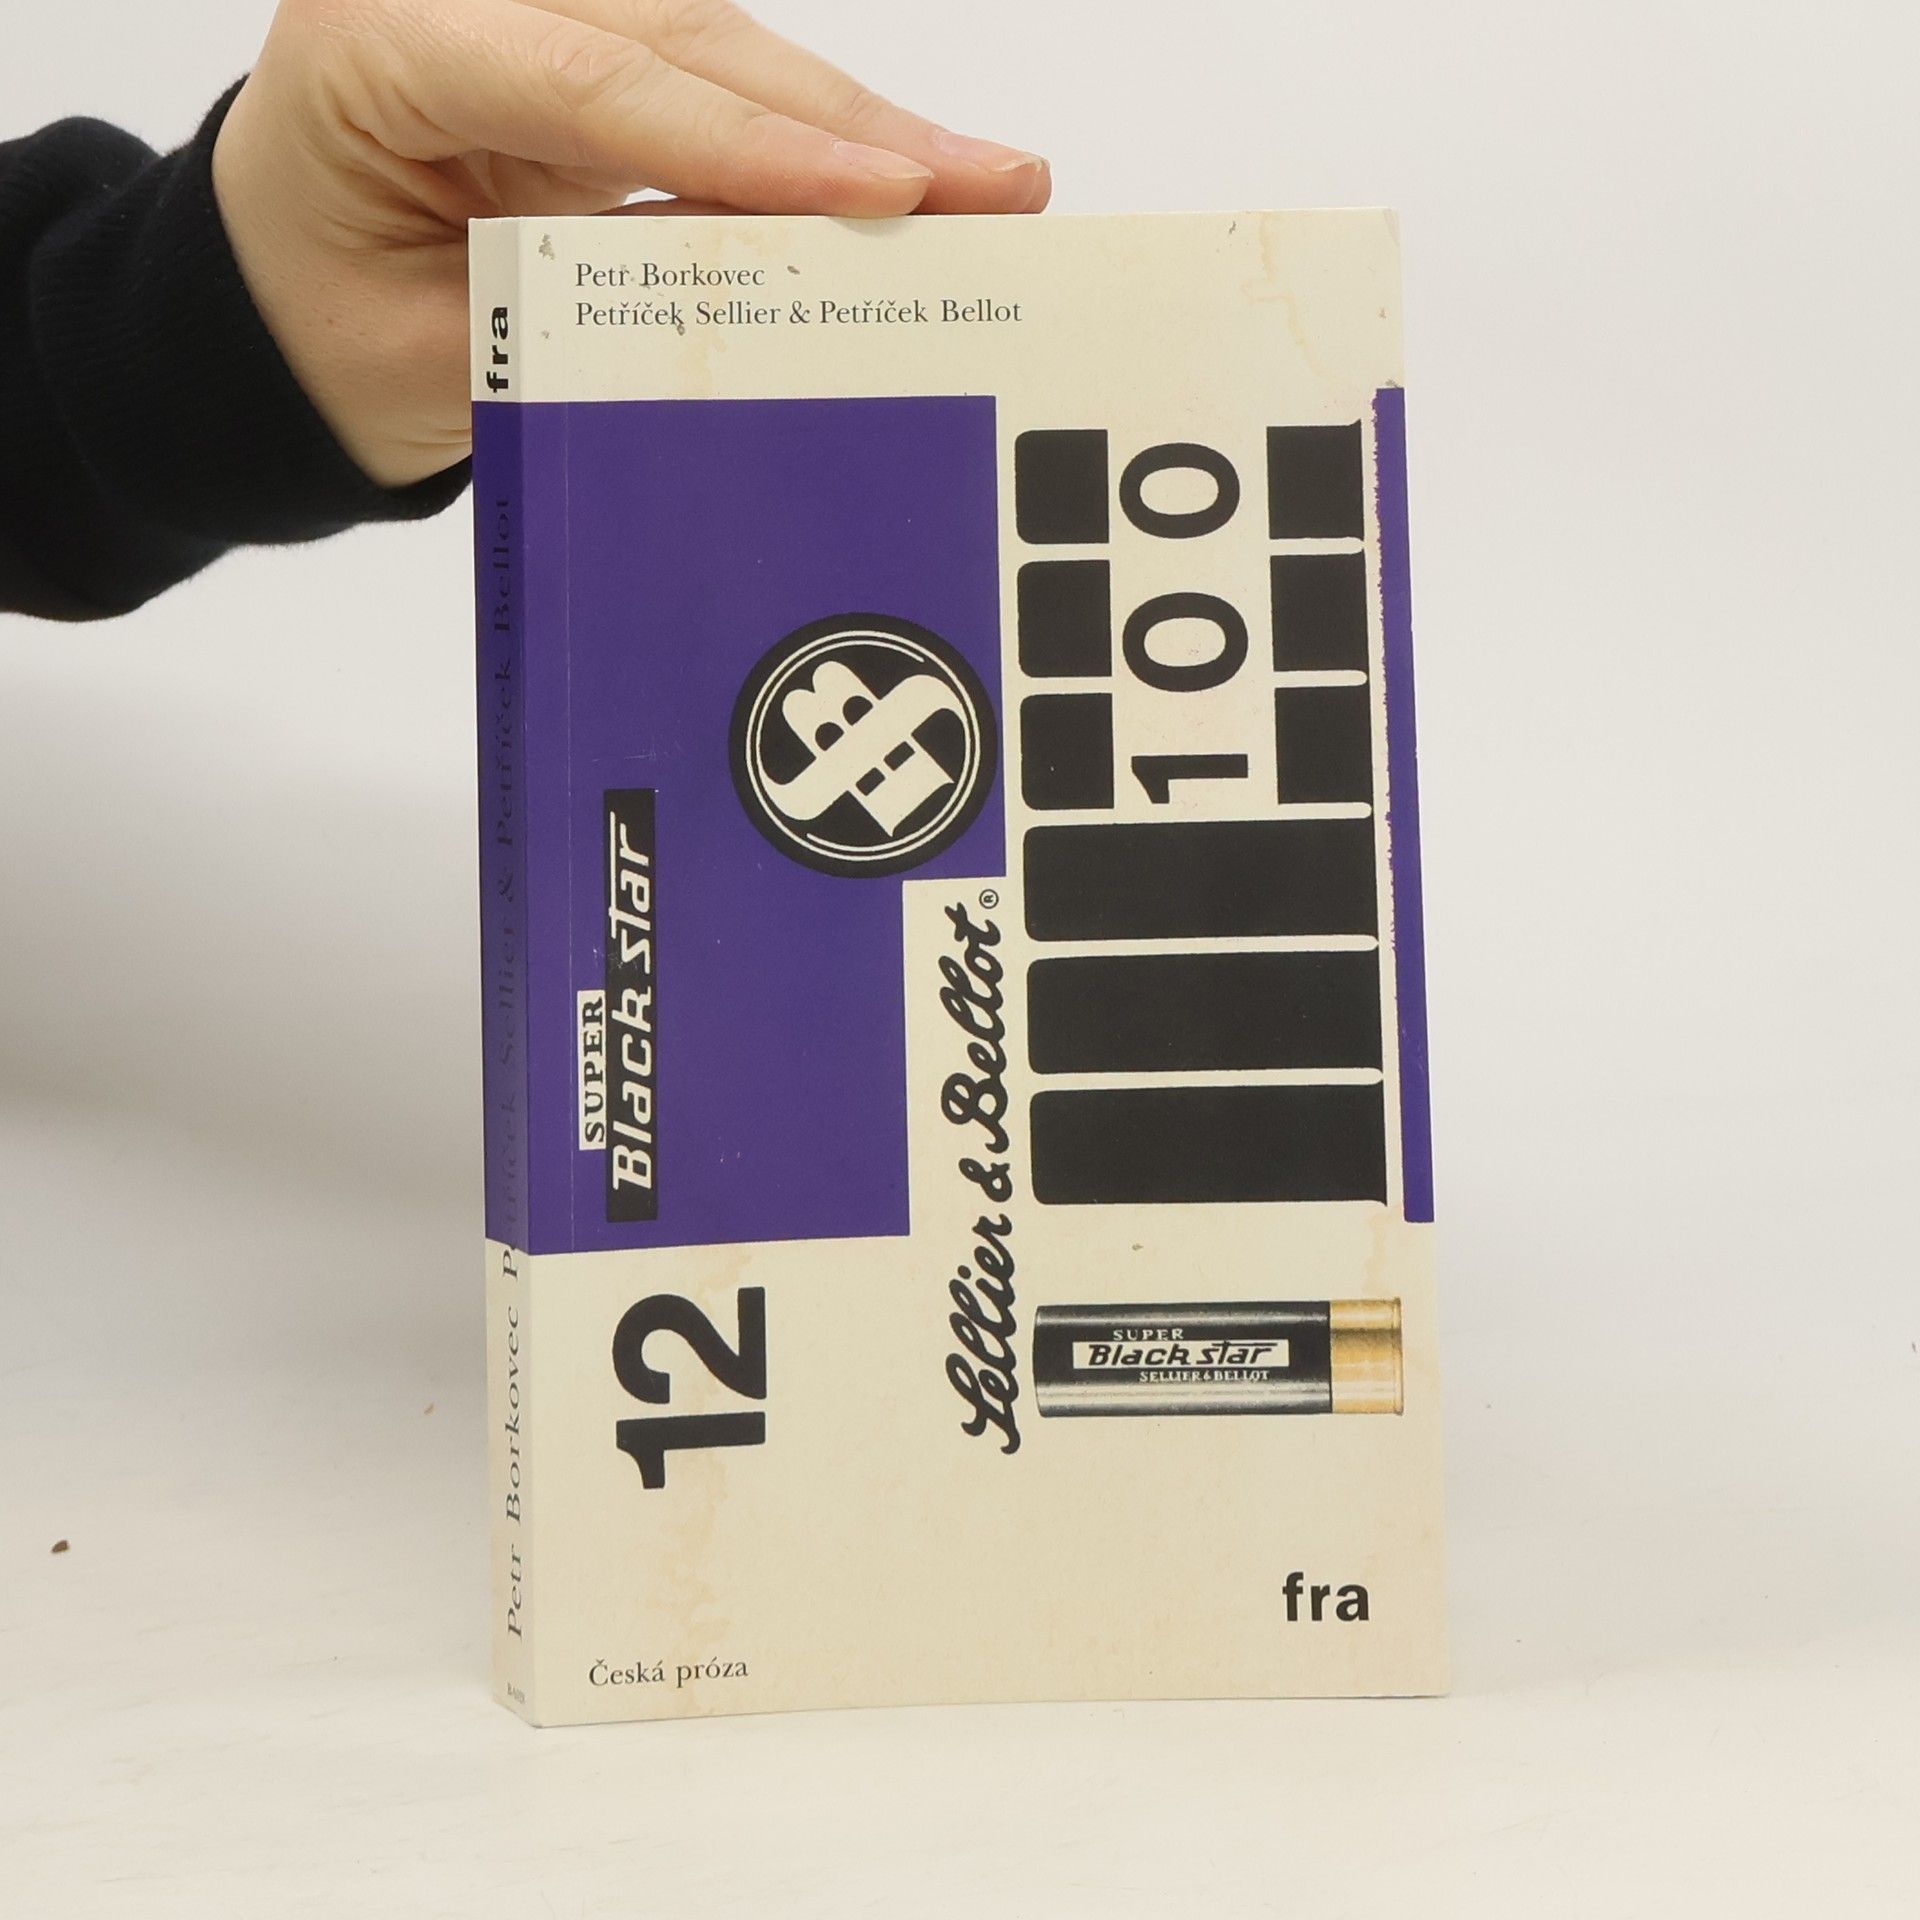 Petr Borkovec
Petříček Sellier & Petříček Bellot
fra
Petr Borkovec Petříček Sellier & Petříček Bellot
SUPER
Black star
SB
100
Sellier & Bellot®
12
SUPER
Black star
SELLIER & BELLOT
fra
Česká próza